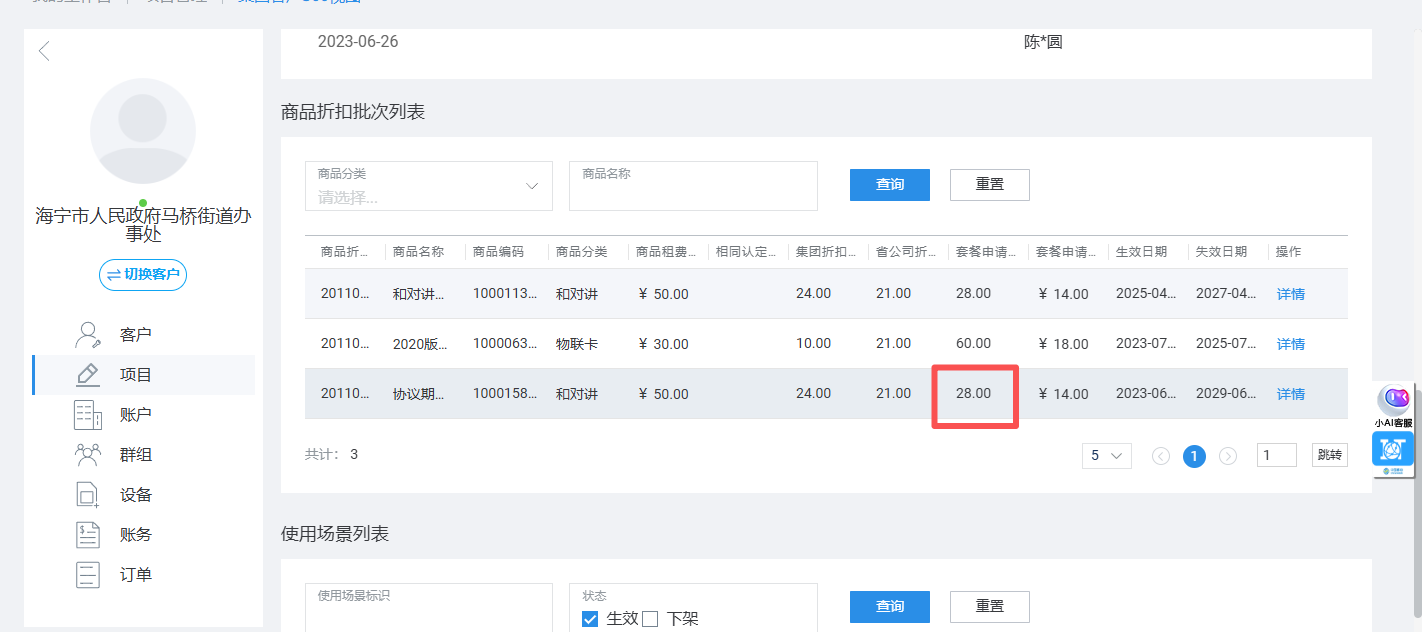 2023-06-26 陈*圆
商品折扣批次列表
商品分类
请选择...
商品名称
查询 重置
海宁市人民政府马桥街道办
事处
切换客户
客户
项目
账户
群组
设备
账务
订单
商品折... 商品名称 商品编码 商品分类 商品租费... 相同认定... 集团折扣... 省公司折... 套餐申请... 套餐申请... 生效日期 失效日期 操作
20110... 和对讲... 1000113... 和对讲 ¥ 50.00 24.00 21.00 28.00 ¥ 14.00 2025-04... 2027-04... 详情
20110... 2020版... 1000063... 物联卡 ¥ 30.00 10.00 21.00 60.00 ¥ 18.00 2023-07... 2025-07... 详情
20110... 协议期... 1000158... 和对讲 ¥ 50.00 24.00 21.00 28.00 ¥ 14.00 2023-06... 2029-06... 详情
共计： 3
5 1 1 跳转
小AI客服
使用场景列表
使用场景标识
状态
生效 下架
查询 重置